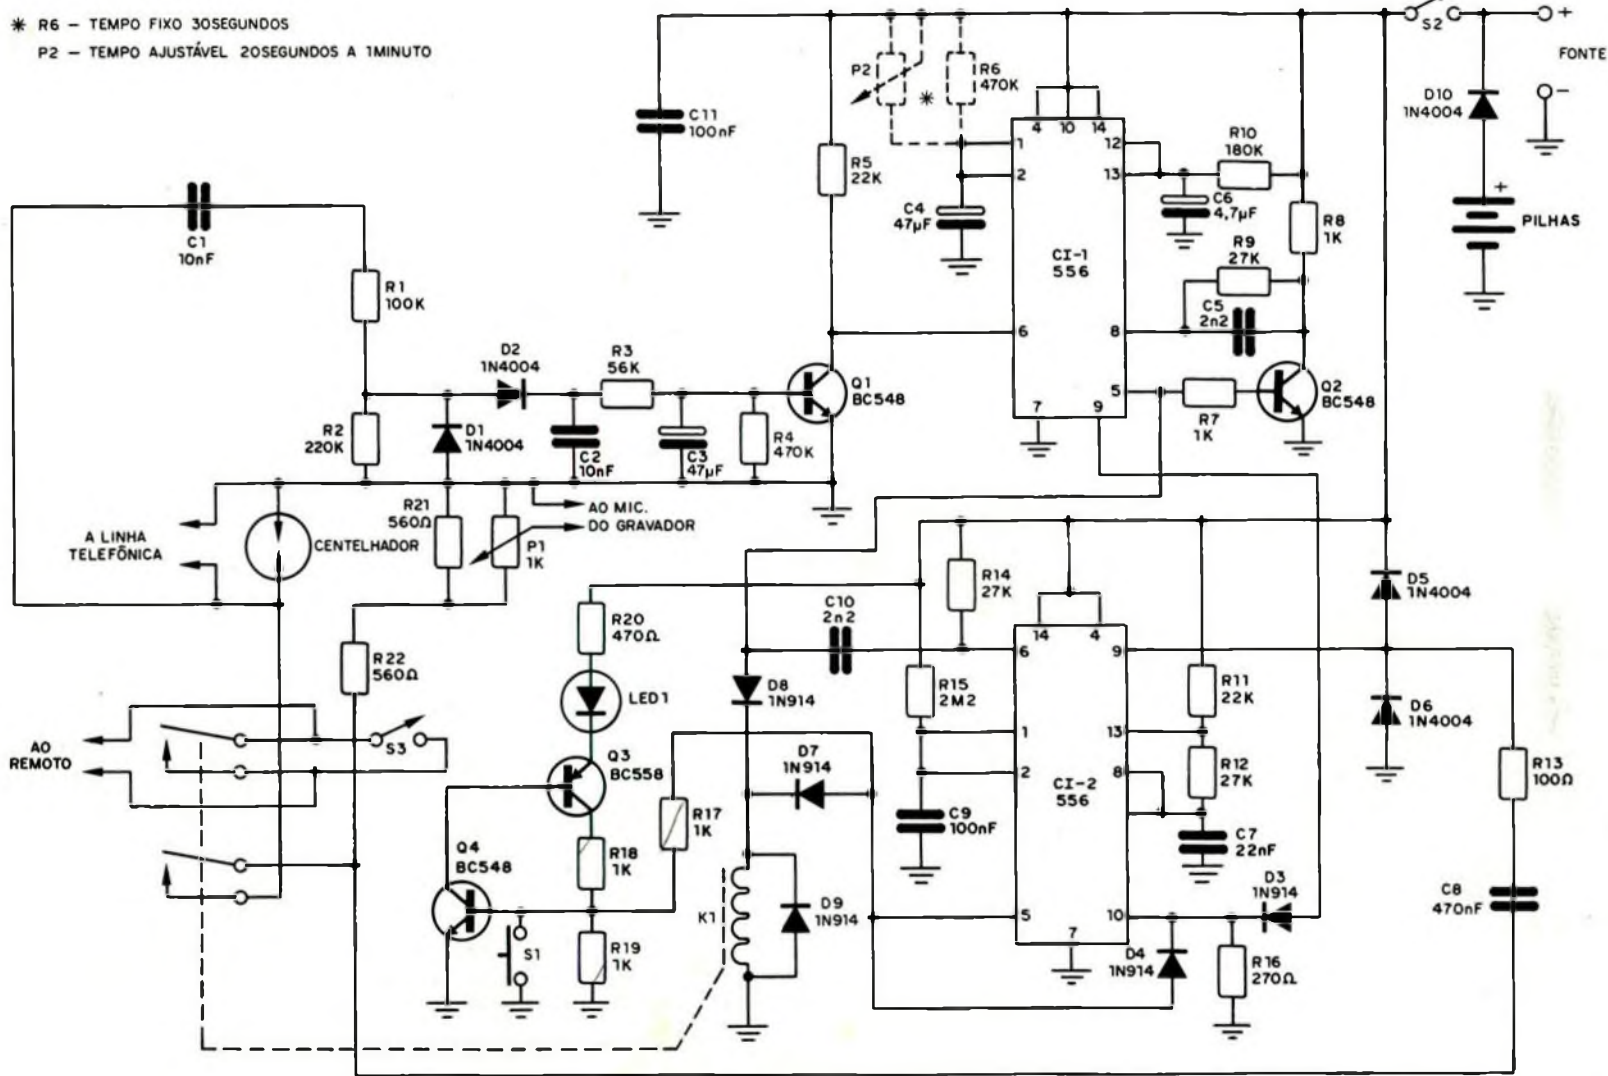 * R6 – TEMPO FIXO 30SEGUNDOS
P2 – TEMPO AJUSTÁVEL 20SEGUNDOS A 1MINUTO
S2
+
FONTE
–
D10
1N4004
+
PILHAS
C11
100nF
P2
*
R6
470K
4 10 14
1
2
12
13
6
8
5
7
9
CI-1
556
R10
180K
C6
4,7µF
R8
1K
R9
27K
C5
2n2
R5
22K
C4
47µF
C1
10nF
R1
100K
D2
1N4004
R3
56K
Q1
BC548
Q2
BC548
R7
1K
R2
220K
D1
1N4004
C2
10nF
C3
47µF
R4
470K
R21
560Ω
AO MIC.
DO GRAVADOR
P1
1K
A LINHA
TELEFÔNICA
CENTELHADOR
R14
27K
D5
1N4004
R20
470Ω
C10
2n2
14 4
6
9
1
13
2
8
5
10
7
CI-2
556
R22
560Ω
LED1
D8
1N914
R15
2M2
R11
22K
D6
1N4004
AO
REMOTO
S3
Q3
BC558
D7
1N914
R12
27K
R13
100Ω
R17
1K
C9
100nF
C7
22nF
Q4
BC548
R18
1K
D3
1N914
C8
470nF
K1
D9
1N914
S1
R19
1K
D4
1N914
R16
270Ω